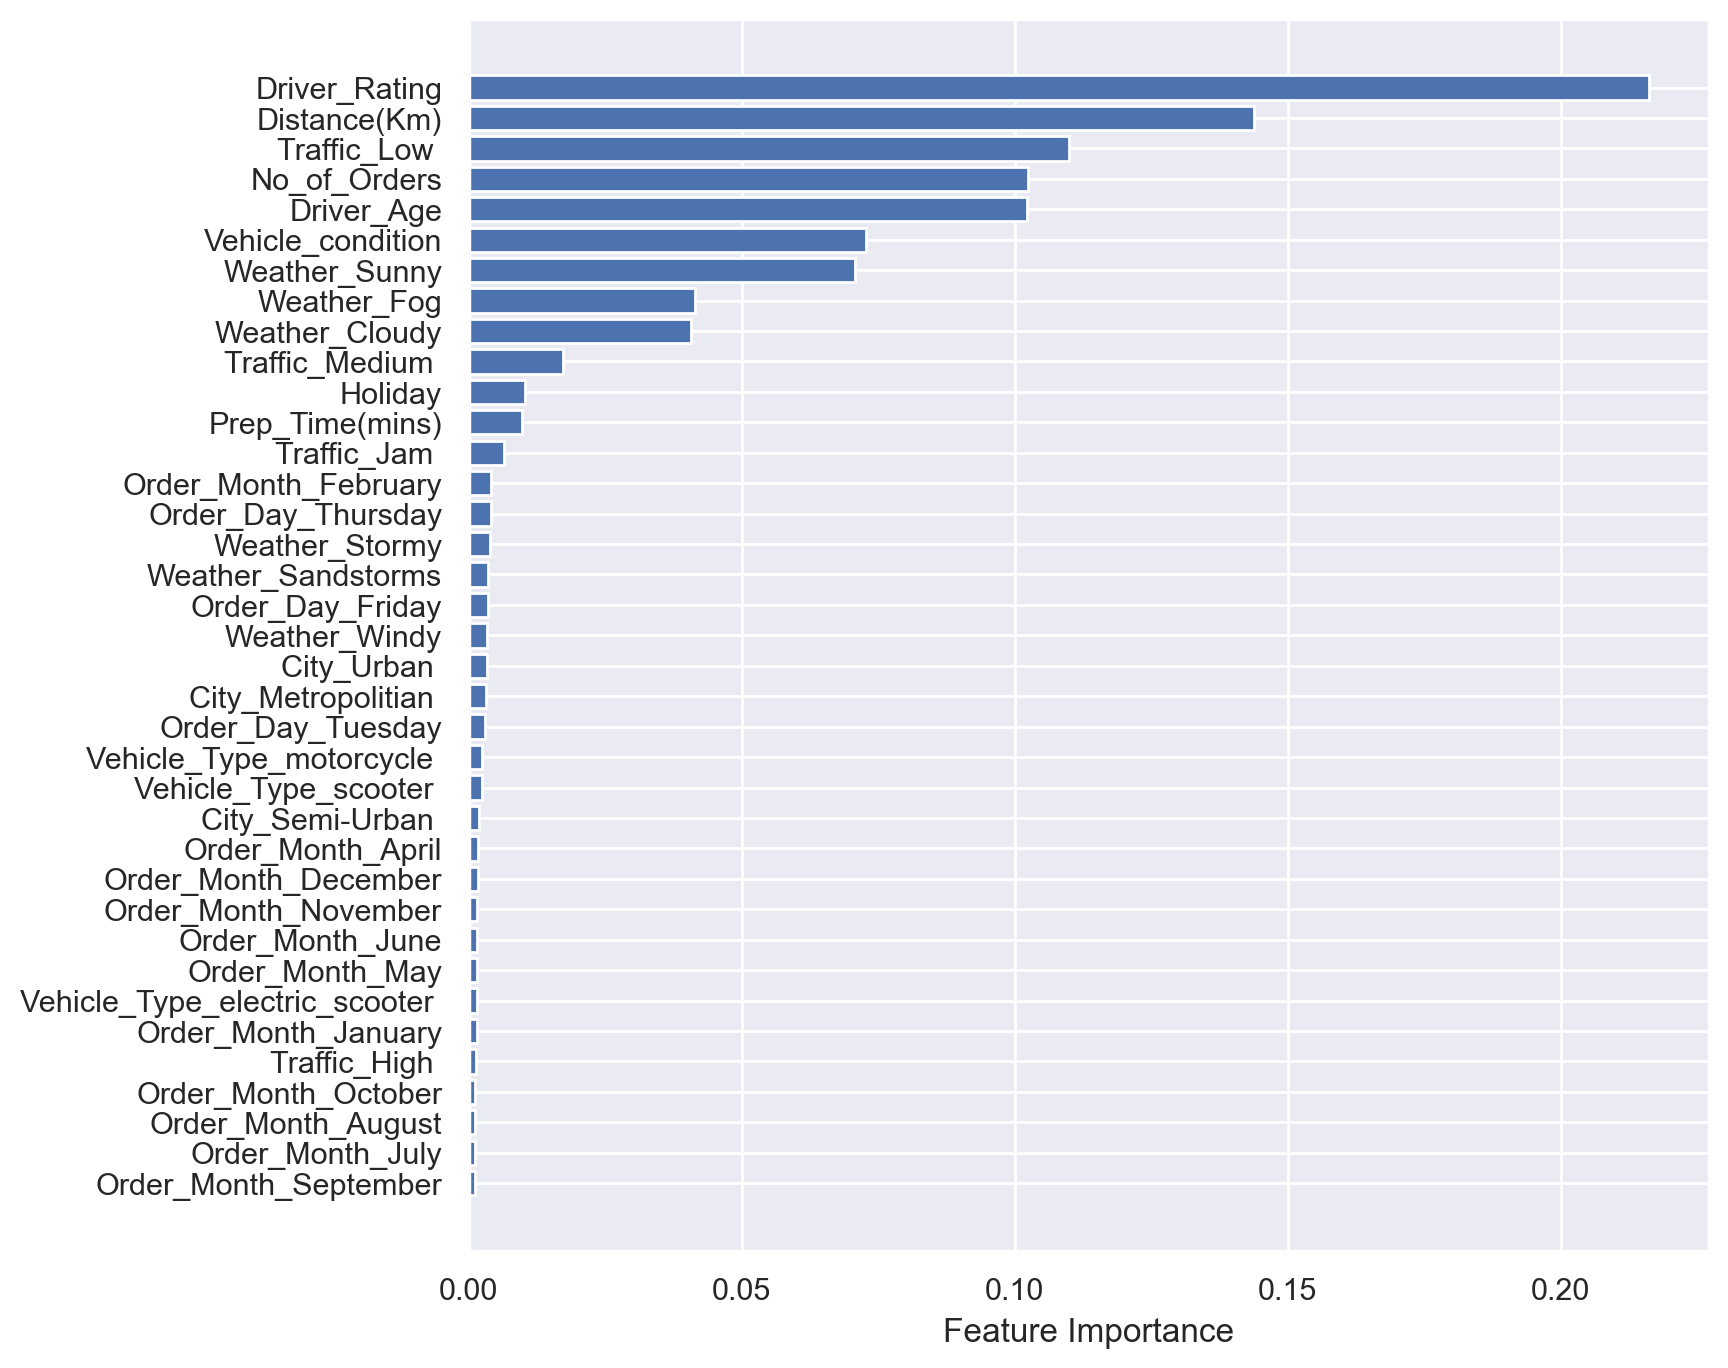 Driver_Rating
Distance(Km)
Traffic_Low
No_of_Orders
Driver_Age
Vehicle_condition
Weather_Sunny
Weather_Fog
Weather_Cloudy
Traffic_Medium
Holiday
Prep_Time(mins)
Traffic_Jam
Order_Month_February
Order_Day_Thursday
Weather_Stormy
Weather_Sandstorms
Order_Day_Friday
Weather_Windy
City_Urban
City_Metropolitian
Order_Day_Tuesday
Vehicle_Type_motorcycle
Vehicle_Type_scooter
City_Semi-Urban
Order_Month_April
Order_Month_December
Order_Month_November
Order_Month_June
Order_Month_May
Vehicle_Type_electric_scooter
Order_Month_January
Traffic_High
Order_Month_October
Order_Month_August
Order_Month_July
Order_Month_September
0.00 0.05 0.10 0.15 0.20
Feature Importance